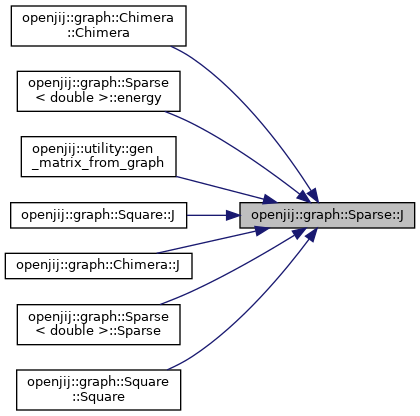 openjij::graph::Chimera
::Chimera
openjij::graph::Sparse
< double >::energy
openjij::utility::gen
_matrix_from_graph
openjij::graph::Square::J
openjij::graph::Sparse::J
openjij::graph::Chimera::J
openjij::graph::Sparse
< double >::Sparse
openjij::graph::Square
::Square